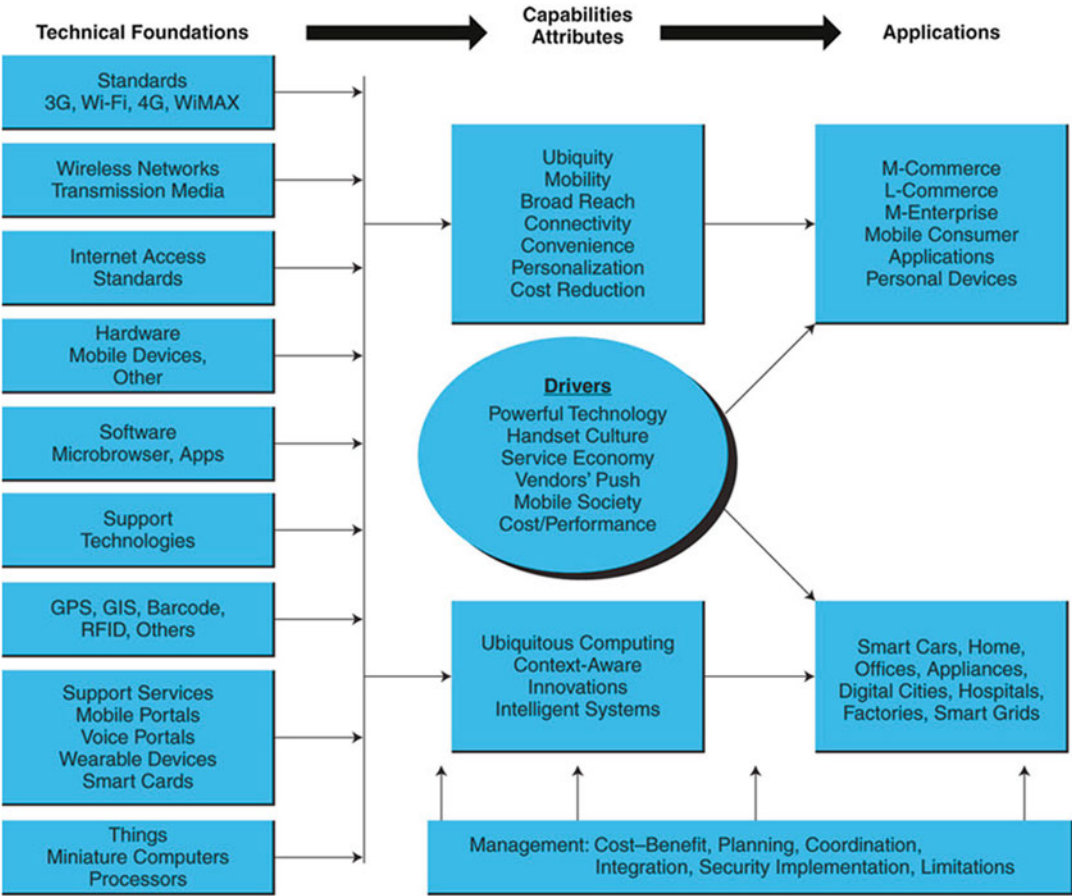 Technical Foundations
Capabilities
Attributes
Applications
Standards
3G, Wi-Fi, 4G, WiMAX
Wireless Networks
Transmission Media
Internet Access
Standards
Hardware
Mobile Devices,
Other
Software
Microbrowser, Apps
Support
Technologies
GPS, GIS, Barcode,
RFID, Others
Support Services
Mobile Portals
Voice Portals
Wearable Devices
Smart Cards
Things
Miniature Computers
Processors
Ubiquity
Mobility
Broad Reach
Connectivity
Convenience
Personalization
Cost Reduction
Drivers
Powerful Technology
Handset Culture
Service Economy
Vendors' Push
Mobile Society
Cost/Performance
Ubiquitous Computing
Context-Aware
Innovations
Intelligent Systems
M-Commerce
L-Commerce
M-Enterprise
Mobile Consumer
Applications
Personal Devices
Smart Cars, Home,
Offices, Appliances,
Digital Cities, Hospitals,
Factories, Smart Grids
Management: Cost–Benefit, Planning, Coordination,
Integration, Security Implementation, Limitations